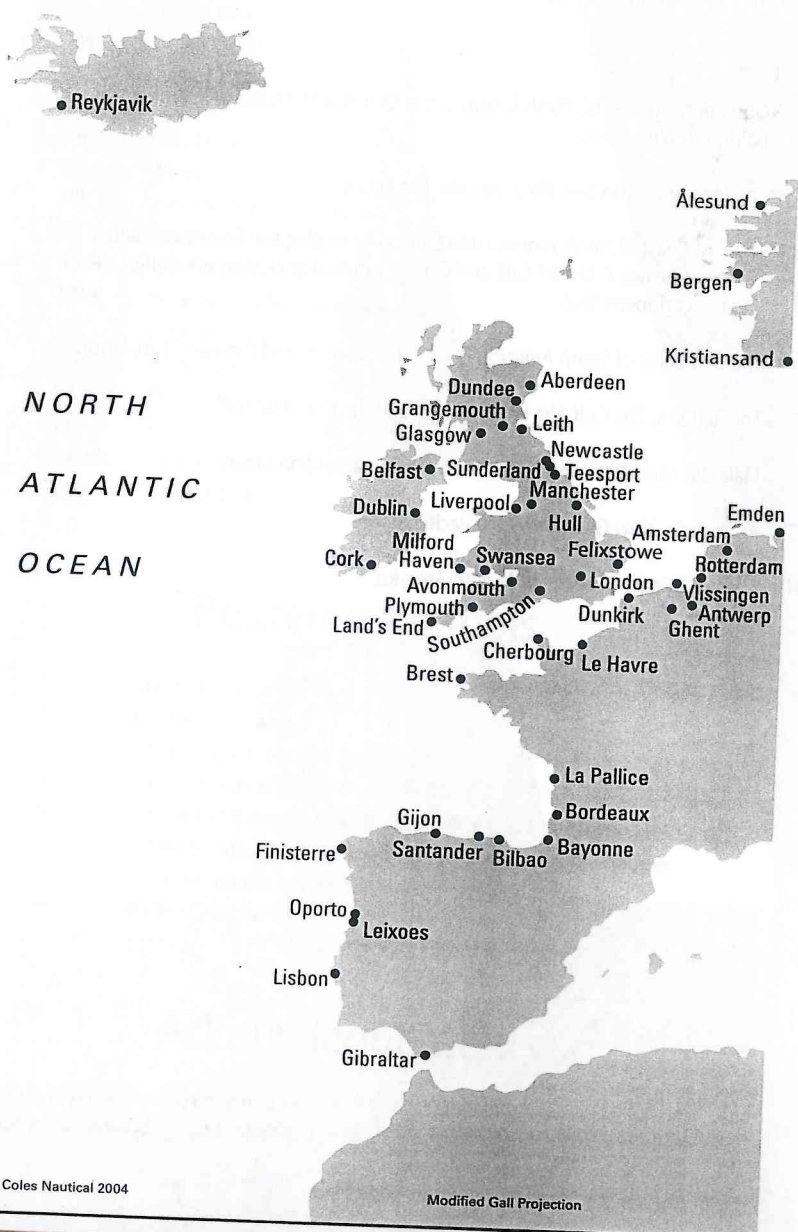 Reykjavik
Ålesund
Bergen
Kristiansand
NORTH
ATLANTIC
OCEAN
Dundee
Aberdeen
Grangemouth
Leith
Glasgow
Newcastle
Belfast
Sunderland
Teesport
Manchester
Liverpool
Dublin
Hull
Emden
Amsterdam
Milford
Haven
Swansea
Felixstowe
Rotterdam
Cork
London
Vlissingen
Avonmouth
Plymouth
Southampton
Dunkirk
Antwerp
Ghent
Land's End
Cherbourg
Le Havre
Brest
La Pallice
Bordeaux
Gijon
Santander
Bilbao
Bayonne
Finisterre
Oporto
Leixoes
Lisbon
Gibraltar
Coles Nautical 2004
Modified Gall Projection